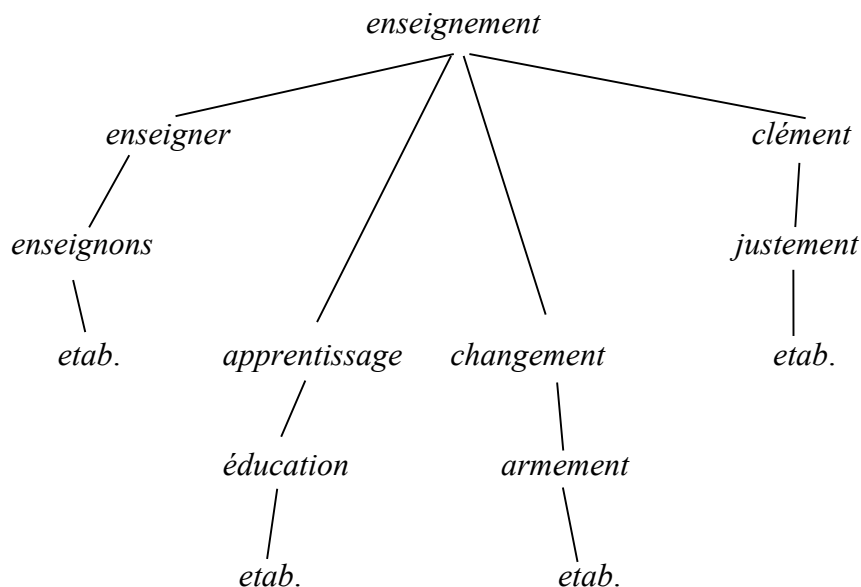 enseignement
enseigner clément
enseignons justement
etab. apprentissage changement etab.
éducation armement
etab. etab.